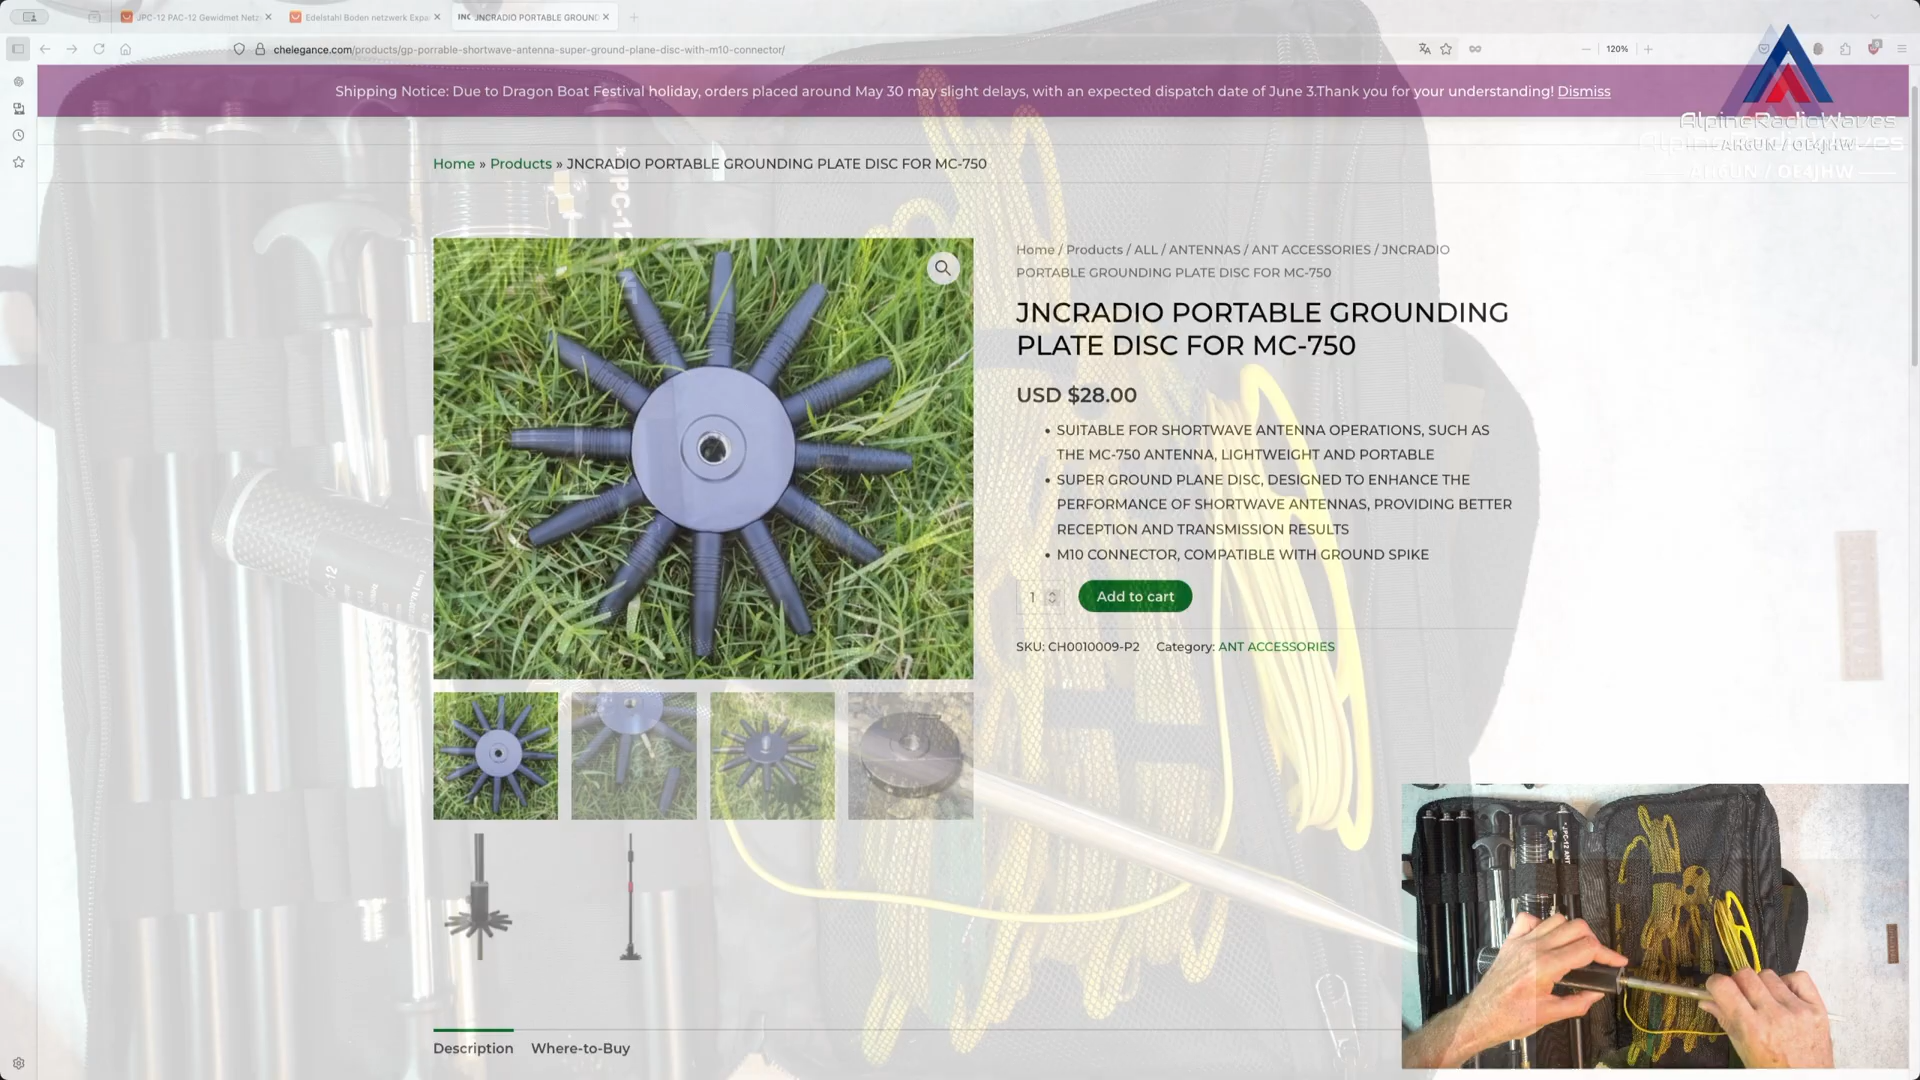 JPC-12 PAC-12 Gewidmet Netz
Edelstahl Boden netzwerk Expa
JNCRADIO PORTABLE GROUND
chelegance.com/products/gp-porrable-shortwave-antenna-super-ground-plane-disc-with-m10-connector/
120%
Shipping Notice: Due to Dragon Boat Festival holiday, orders placed around May 30 may slight delays, with an expected dispatch date of June 3.Thank you for your understanding! Dismiss
AlpineRadioWaves
OE4JHW
Home » Products » JNCRADIO PORTABLE GROUNDING PLATE DISC FOR MC-750
Home / Products / ALL / ANTENNAS / ANT ACCESSORIES / JNCRADIO
PORTABLE GROUNDING PLATE DISC FOR MC-750
JNCRADIO PORTABLE GROUNDING
PLATE DISC FOR MC-750
USD $28.00
• SUITABLE FOR SHORTWAVE ANTENNA OPERATIONS, SUCH AS
THE MC-750 ANTENNA, LIGHTWEIGHT AND PORTABLE
• SUPER GROUND PLANE DISC, DESIGNED TO ENHANCE THE
PERFORMANCE OF SHORTWAVE ANTENNAS, PROVIDING BETTER
RECEPTION AND TRANSMISSION RESULTS
• M10 CONNECTOR, COMPATIBLE WITH GROUND SPIKE
1
Add to cart
SKU: CH0010009-P2 Category: ANT ACCESSORIES
JPC-12 ANT
Description Where-to-Buy